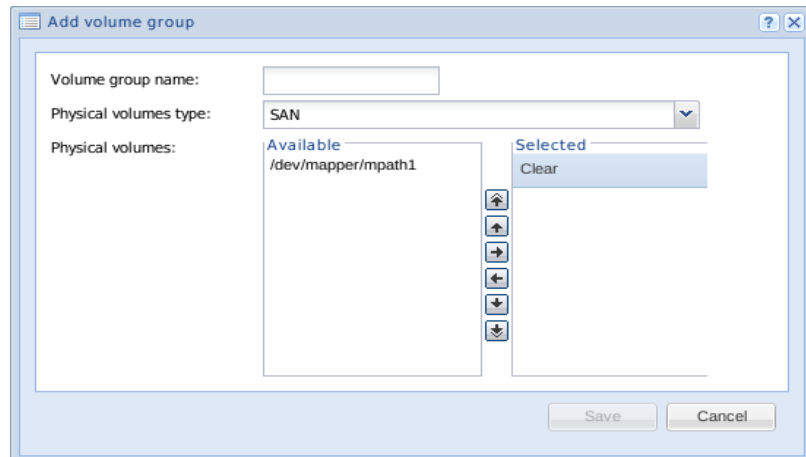 Add volume group
Volume group name:
Physical volumes type: SAN
Physical volumes:
Available
/dev/mapper/mpath1
Selected
Clear
Save
Cancel